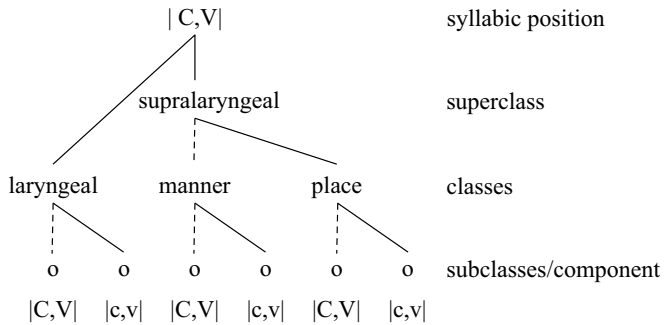 | C,V| syllabic position
supralaryngeal superclass
laryngeal manner place classes
o o o o o o subclasses/component
|C,V| |c,v| |C,V| |c,v| |C,V| |c,v|